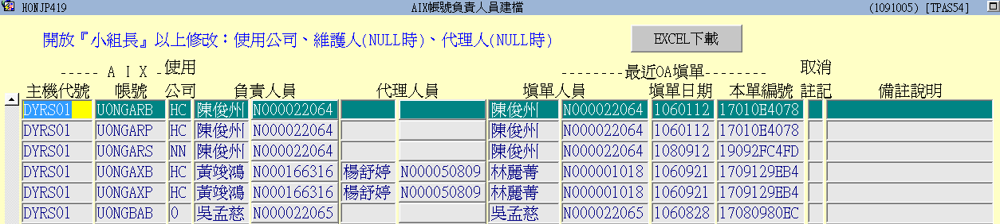 HONJP419 AIX帳號負責人員建檔 (1091005) [TPAS54]
開放『小組長』以上修改：使用公司、維護人(NULL時)、代理人(NULL時) EXCEL下載
----- A I X - 使用 --------最近OA填單-------- 取消
主機代號 帳號 公司 負責人員 代理人員 填單人員 填單日期 本單編號 註記 備註說明
DYRS01 U0NGARB HC 陳俊州 N000022064 陳俊州 N000022064 1060112 17010E4078
DYRS01 U0NGARP HC 陳俊州 N000022064 陳俊州 N000022064 1060112 17010E4078
DYRS01 U0NGARS NN 陳俊州 N000022064 陳俊州 N000022064 1080912 19092FC4FD
DYRS01 U0NGAXB HC 黃竣鴻 N000166316 楊舒婷 N000050809 林麗菁 N000001018 1060921 1709129EB4
DYRS01 U0NGAXP HC 黃竣鴻 N000166316 楊舒婷 N000050809 林麗菁 N000001018 1060921 1709129EB4
DYRS01 U0NGBAB 0 吳孟慈 N000022065 吳孟慈 N000022065 1060828 17080980EC